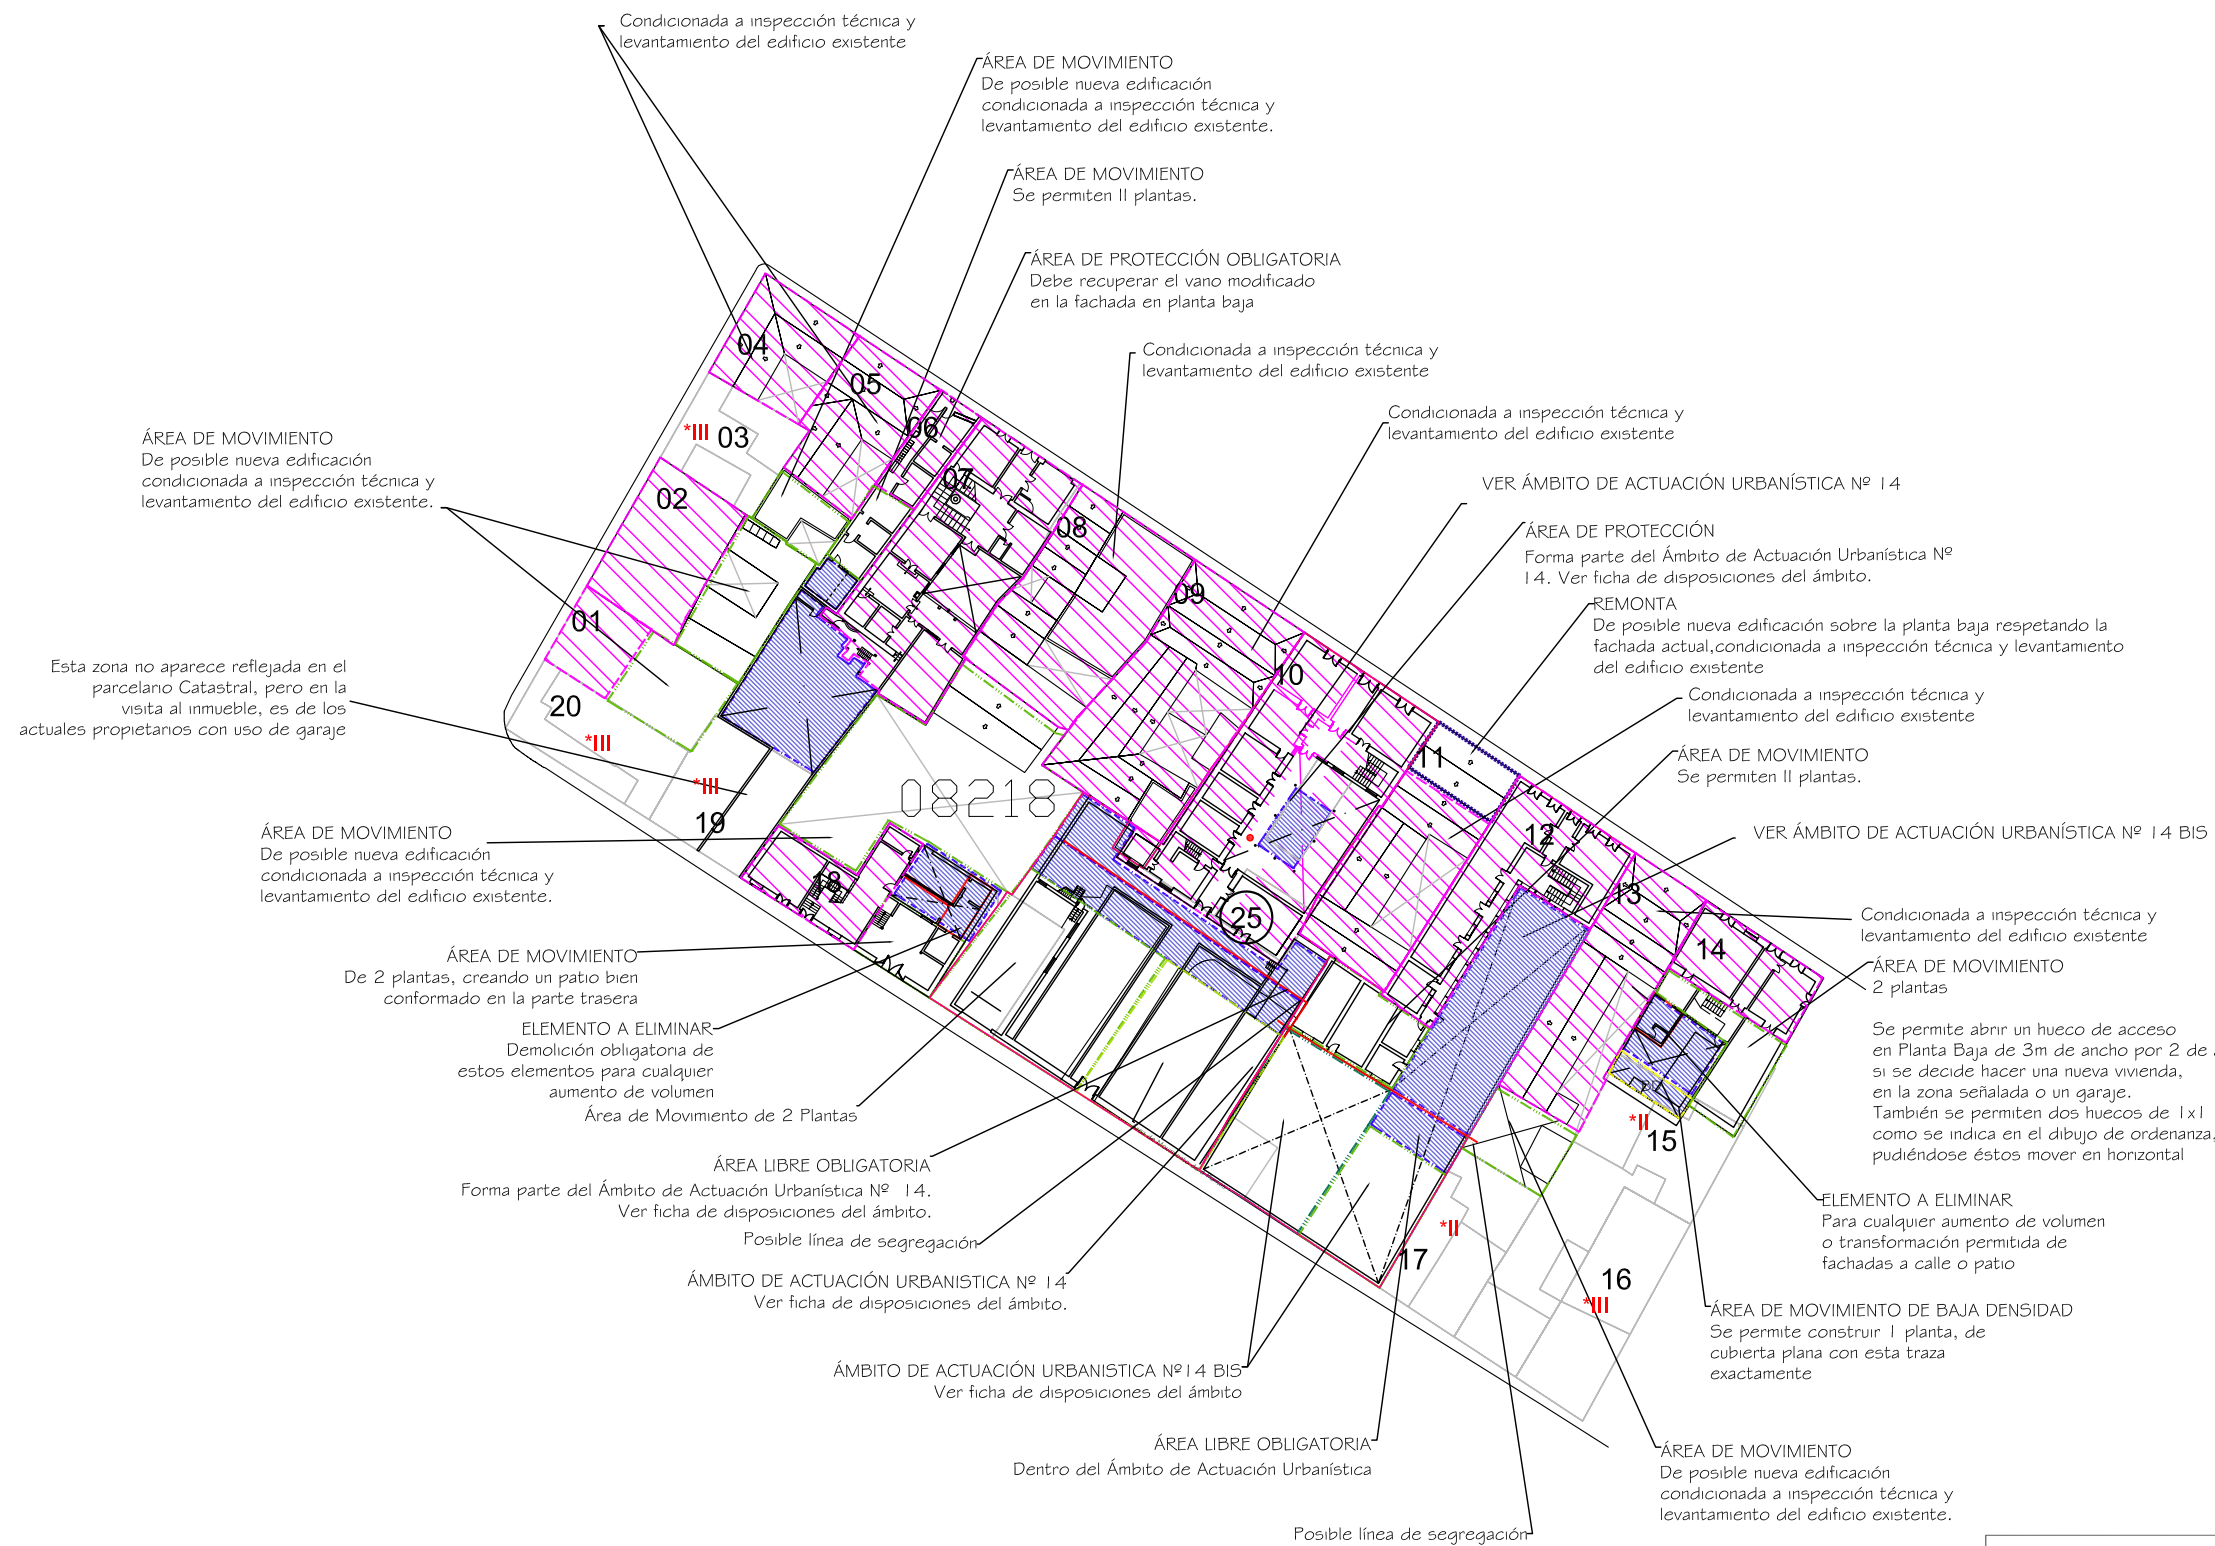 Condicionada a inspección técnica y
levantamiento del edificio existente
ÁREA DE MOVIMIENTO
De posible nueva edificación
condicionada a inspección técnica y
levantamiento del edificio existente.
ÁREA DE MOVIMIENTO
Se permiten II plantas.
ÁREA DE PROTECCIÓN OBLIGATORIA
Debe recuperar el vano modificado
en la fachada en planta baja
Condicionada a inspección técnica y
levantamiento del edificio existente
Condicionada a inspección técnica y
levantamiento del edificio existente
VER ÁMBITO DE ACTUACIÓN URBANÍSTICA Nº 14
ÁREA DE PROTECCIÓN
Forma parte del Ámbito de Actuación Urbanística Nº
14. Ver ficha de disposiciones del ámbito.
REMONTA
De posible nueva edificación sobre la planta baja respetando la
fachada actual,condicionada a inspección técnica y levantamiento
del edificio existente
Condicionada a inspección técnica y
levantamiento del edificio existente
ÁREA DE MOVIMIENTO
Se permiten II plantas.
VER ÁMBITO DE ACTUACIÓN URBANÍSTICA Nº 14 BIS
Condicionada a inspección técnica y
levantamiento del edificio existente
ÁREA DE MOVIMIENTO
2 plantas
Se permite abrir un hueco de acceso
en Planta Baja de 3m de ancho por 2 de
si se decide hacer una nueva vivienda,
en la zona señalada o un garaje.
También se permiten dos huecos de 1x1
como se indica en el dibujo de ordenanza,
pudiéndose éstos mover en horizontal
ELEMENTO A ELIMINAR
Para cualquier aumento de volumen
o transformación permitida de
fachadas a calle o patio
ÁREA DE MOVIMIENTO DE BAJA DENSIDAD
Se permite construir 1 planta, de
cubierta plana con esta traza
exactamente
ÁREA DE MOVIMIENTO
De posible nueva edificación
condicionada a inspección técnica y
levantamiento del edificio existente.
ÁREA DE MOVIMIENTO
De posible nueva edificación
condicionada a inspección técnica y
levantamiento del edificio existente.
Esta zona no aparece reflejada en el
parcelario Catastral, pero en la
visita al inmueble, es de los
actuales propietarios con uso de garaje
ÁREA DE MOVIMIENTO
De posible nueva edificación
condicionada a inspección técnica y
levantamiento del edificio existente.
ÁREA DE MOVIMIENTO
De 2 plantas, creando un patio bien
conformado en la parte trasera
ELEMENTO A ELIMINAR
Demolición obligatoria de
estos elementos para cualquier
aumento de volumen
Área de Movimiento de 2 Plantas
ÁREA LIBRE OBLIGATORIA
Forma parte del Ámbito de Actuación Urbanística Nº 14.
Ver ficha de disposiciones del ámbito.
Posible línea de segregación
ÁMBITO DE ACTUACIÓN URBANISTICA Nº 14
Ver ficha de disposiciones del ámbito.
ÁMBITO DE ACTUACIÓN URBANISTICA Nº14 BIS
Ver ficha de disposiciones del ámbito
ÁREA LIBRE OBLIGATORIA
Dentro del Ámbito de Actuación Urbanística
Posible línea de segregación
04
05
*III 03
06
02
07
08
09
01
10
20
*III
11
*III
19
08218
12
18
13
25
14
*II
15
*II
17
16
*III